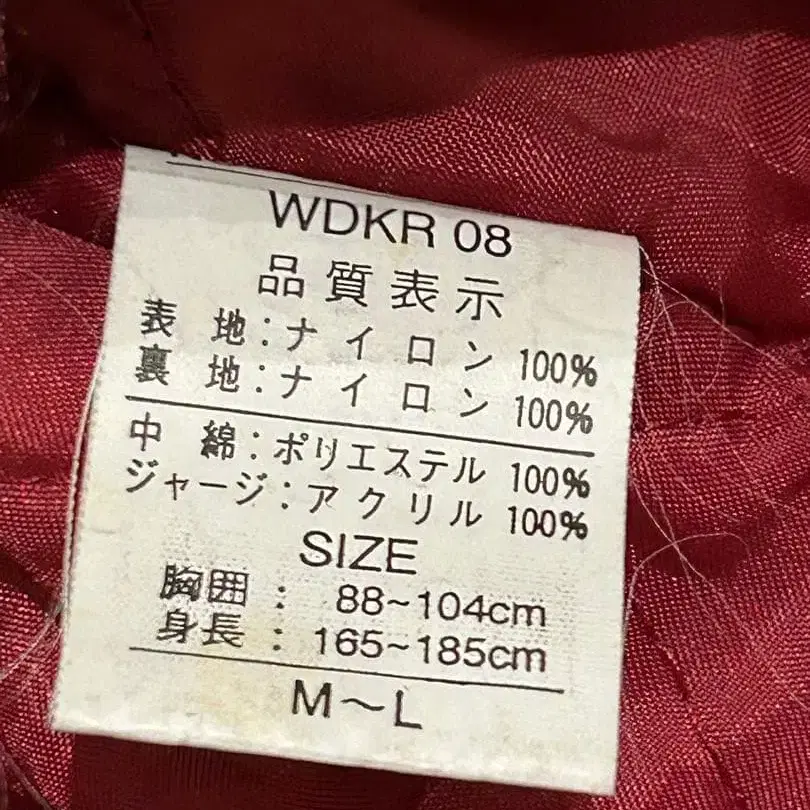 WDKR 08
品質表示
表地:ナイロン 100%
裏地:ナイロン 100%
中綿:ポリエステル 100%
ジャージ:アクリル 100%
SIZE
胸囲: 88~104cm
身長: 165~185cm
M~L